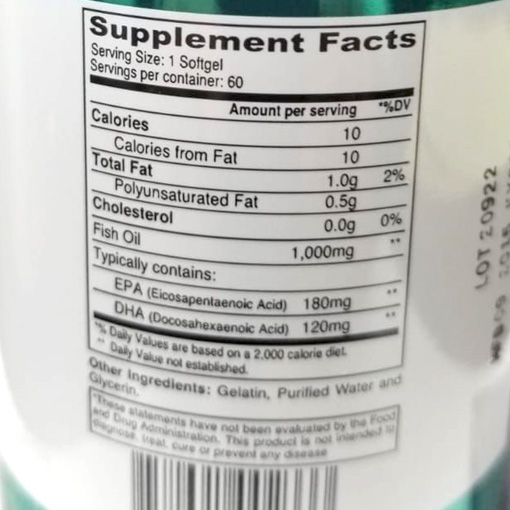 Supplement Facts
Serving Size: 1 Softgel
Servings per container: 60
Amount per serving *%DV
Calories 10
Calories from Fat 10
Total Fat 1.0g 2%
Polyunsaturated Fat 0.5g
Cholesterol 0.0g 0%
Fish Oil 1,000mg **
Typically contains:
EPA (Eicosapentaenoic Acid) 180mg **
DHA (Docosahexaenoic Acid) 120mg **
*% Daily Values are based on a 2,000 calorie diet.
** Daily Value not established.
Other Ingredients: Gelatin, Purified Water and
Glycerin.
*These statements have not been evaluated by the Food
and Drug Administration. This product is not intended to
diagnose, treat, cure or prevent any disease
LOT 20922